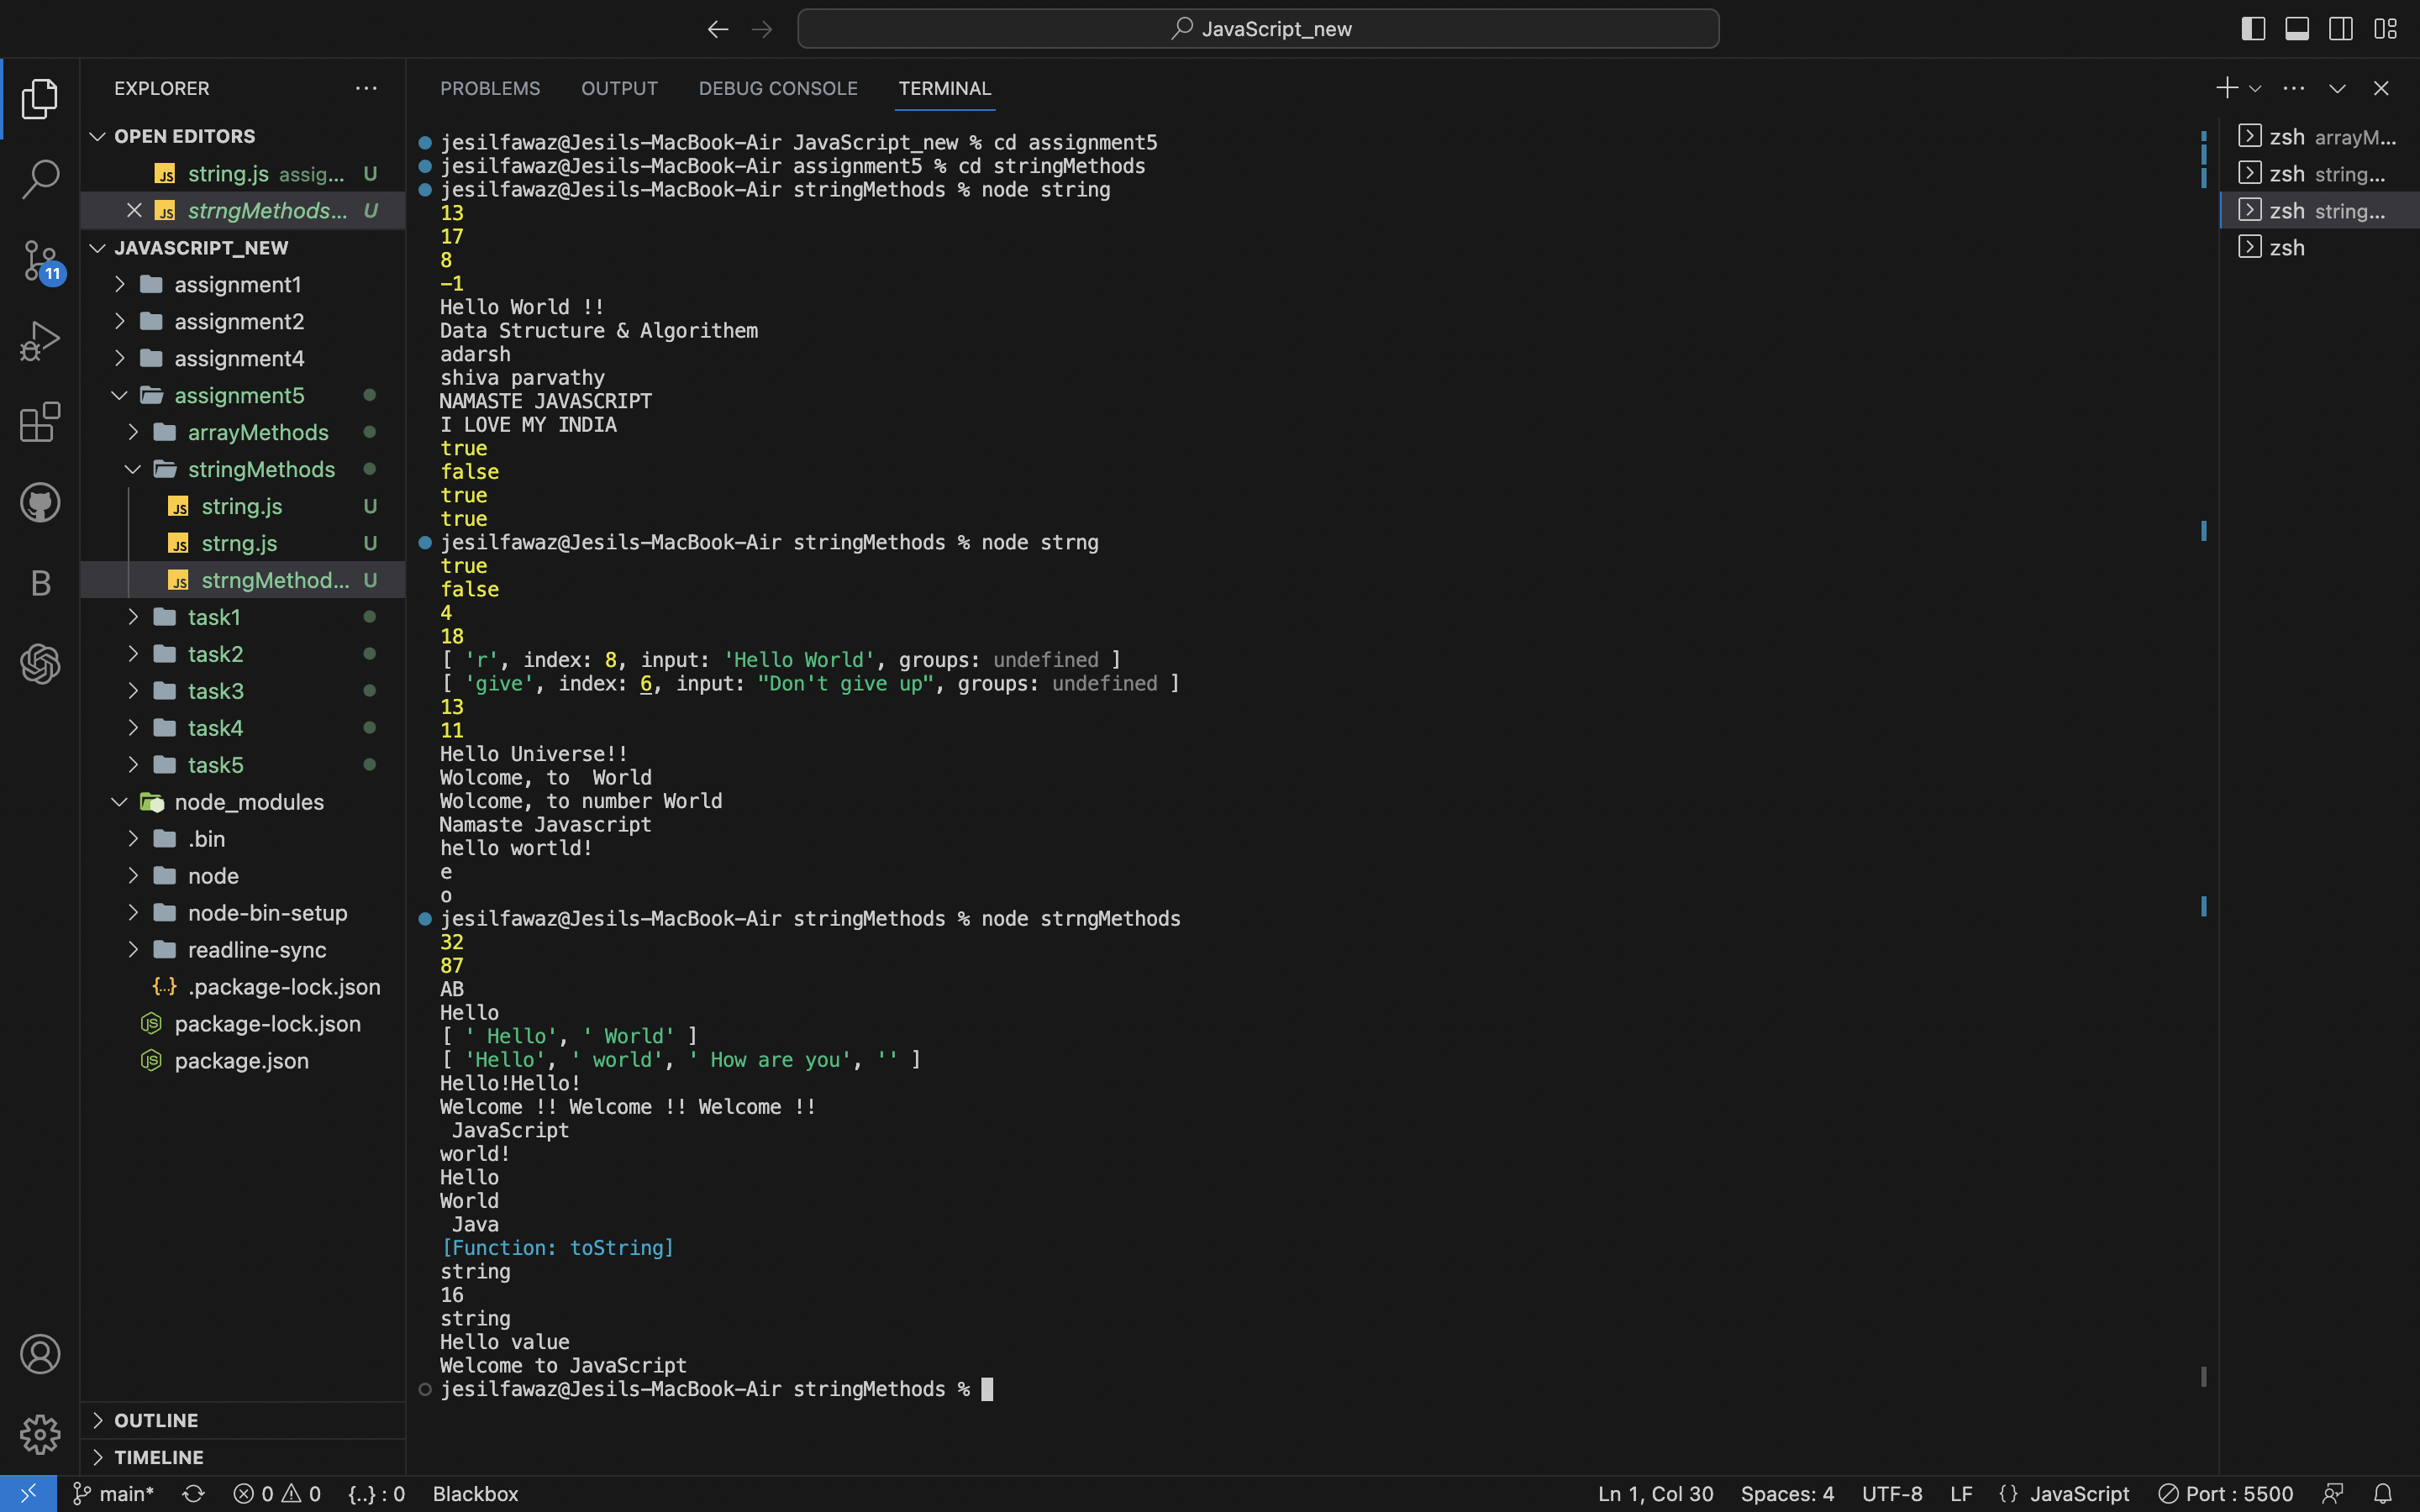 JavaScript_new
EXPLORER
OPEN EDITORS
string.js assig... U
strngMethods... U
JAVASCRIPT_NEW
assignment1
assignment2
assignment4
assignment5
arrayMethods
stringMethods
string.js U
strng.js U
strngMethod... U
task1
task2
task3
task4
task5
node_modules
.bin
node
node-bin-setup
readline-sync
.package-lock.json
package-lock.json
package.json
OUTLINE
TIMELINE
11
B
PROBLEMS OUTPUT DEBUG CONSOLE TERMINAL
jesilfawaz@Jesils-MacBook-Air JavaScript_new % cd assignment5
jesilfawaz@Jesils-MacBook-Air assignment5 % cd stringMethods
jesilfawaz@Jesils-MacBook-Air stringMethods % node string
13
17
8
-1
Hello World !!
Data Structure & Algorithem
adarsh
shiva parvathy
NAMASTE JAVASCRIPT
I LOVE MY INDIA
true
false
true
true
jesilfawaz@Jesils-MacBook-Air stringMethods % node strng
true
false
4
18
[ 'r', index: 8, input: 'Hello World', groups: undefined ]
[ 'give', index: 6, input: "Don't give up", groups: undefined ]
13
11
Hello Universe!!
Wolcome, to  World
Wolcome, to number World
Namaste Javascript
hello wortld!
e
o
jesilfawaz@Jesils-MacBook-Air stringMethods % node strngMethods
32
87
AB
Hello
[ ' Hello', ' World' ]
[ 'Hello', ' world', ' How are you', '' ]
Hello!Hello!
Welcome !! Welcome !! Welcome !!
 JavaScript
world!
Hello
World
 Java
[Function: toString]
string
16
string
Hello value
Welcome to JavaScript
jesilfawaz@Jesils-MacBook-Air stringMethods %
zsh arrayM...
zsh string...
zsh string...
zsh
main* 0 0 {..} : 0 Blackbox Ln 1, Col 30 Spaces: 4 UTF-8 LF {} JavaScript Port : 5500